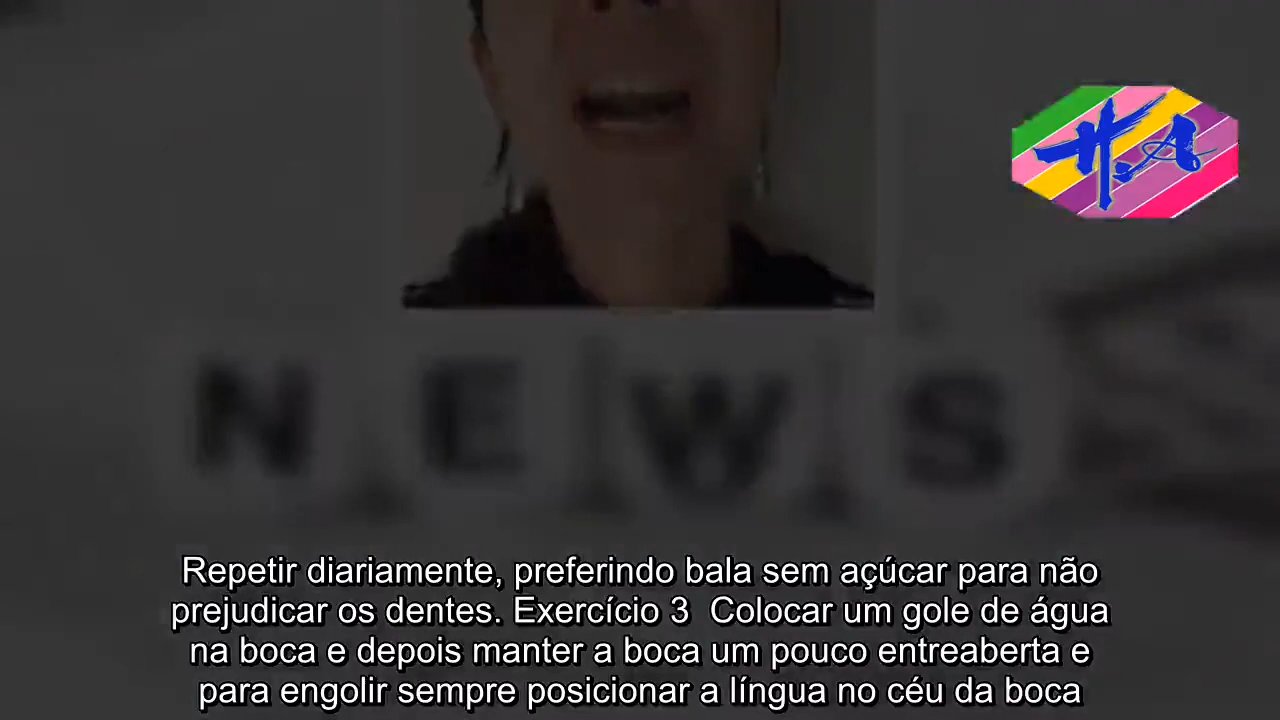 H.A
N E W S
Repetir diariamente, preferindo bala sem açúcar para não
prejudicar os dentes. Exercício 3  Colocar um gole de água
na boca e depois manter a boca um pouco entreaberta e
para engolir sempre posicionar a língua no céu da boca